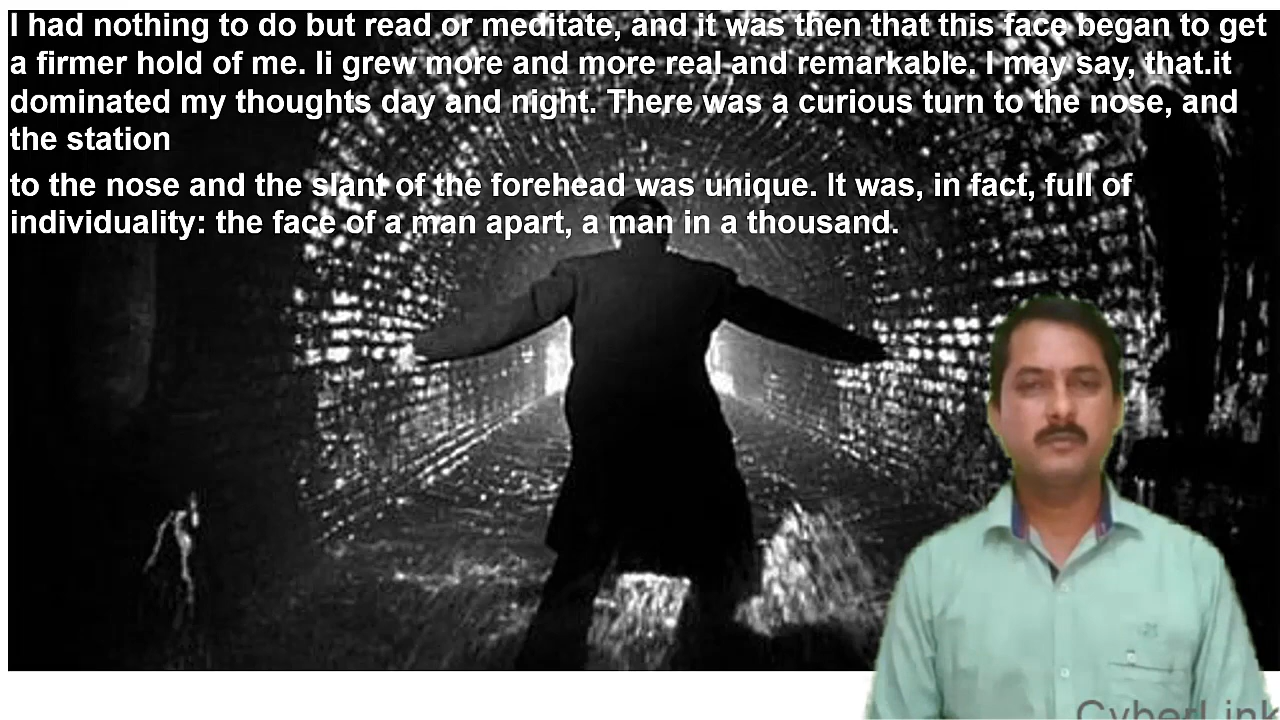 I had nothing to do but read or meditate, and it was then that this face began to get
a firmer hold of me. Ii grew more and more real and remarkable. I may say, that.it
dominated my thoughts day and night. There was a curious turn to the nose, and
the station
to the nose and the slant of the forehead was unique. It was, in fact, full of
individuality: the face of a man apart, a man in a thousand.
CyberLink